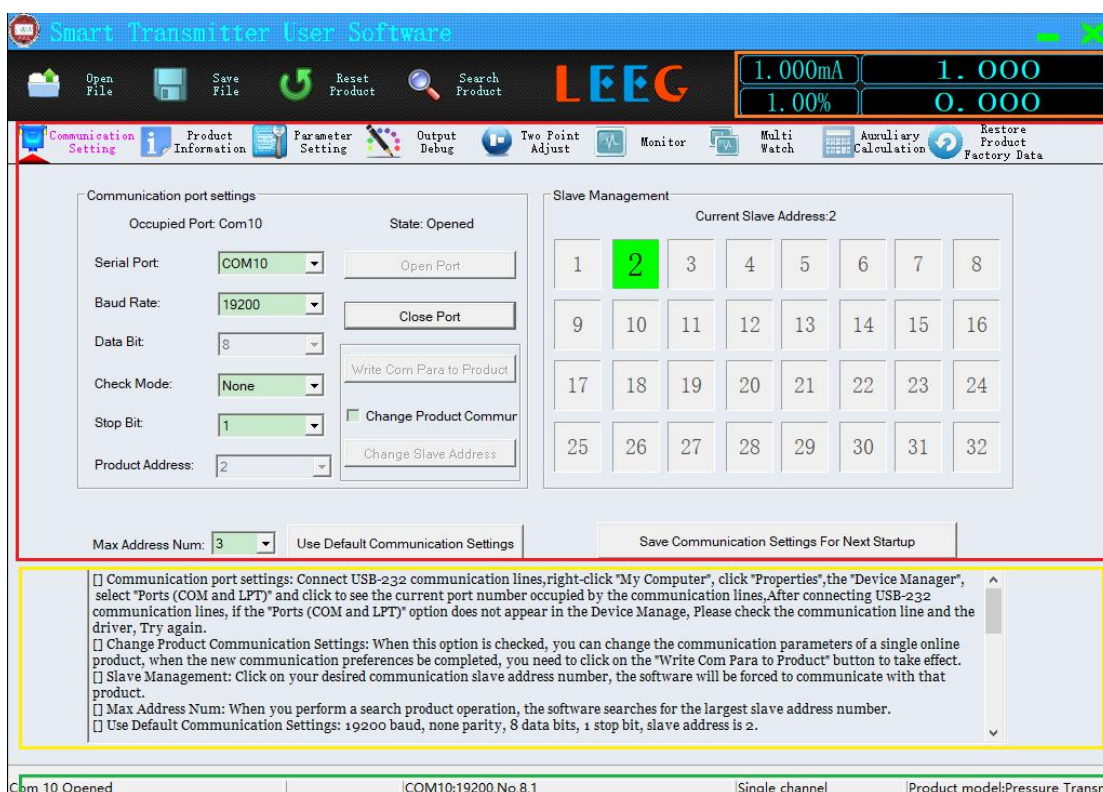 Smart Transmitter User Software
Open File
Save File
Reset Product
Search Product
LEEG
1.000mA
1.00%
1.000
0.000
Communication Setting
Product Information
Parameter Setting
Output Debug
Two Point Adjust
Monitor
Multi Watch
Auxuliary Calculation
Restore Product Factory Data
Communication port settings
Occupied Port: Com10
State: Opened
Serial Port:
COM10
Open Port
Baud Rate:
19200
Close Port
Data Bit:
8
Write Com Para to Product
Check Mode:
None
Change Product Commur
Stop Bit:
1
Change Slave Address
Product Address:
2
Slave Management
Current Slave Address:2
1 2 3 4 5 6 7 8
9 10 11 12 13 14 15 16
17 18 19 20 21 22 23 24
25 26 27 28 29 30 31 32
Max Address Num:
3
Use Default Communication Settings
Save Communication Settings For Next Startup
[] Communication port settings: Connect USB-232 communication lines,right-click "My Computer", click "Properties",the "Device Manager",
select "Ports (COM and LPT)" and click to see the current port number occupied by the communication lines,After connecting USB-232
communication lines, if the "Ports (COM and LPT)" option does not appear in the Device Manage, Please check the communication line and the
driver, Try again.
[] Change Product Communication Settings: When this option is checked, you can change the communication parameters of a single online
product, when the new communication preferences be completed, you need to click on the "Write Com Para to Product" button to take effect.
[] Slave Management: Click on your desired communication slave address number, the software will be forced to communicate with that
product.
[] Max Address Num: When you perform a search product operation, the software searches for the largest slave address number.
[] Use Default Communication Settings: 19200 baud, none parity, 8 data bits, 1 stop bit, slave address is 2.
Com 10 Opened
COM10:19200 No.8.1
Single channel
Product model:Pressure Transm